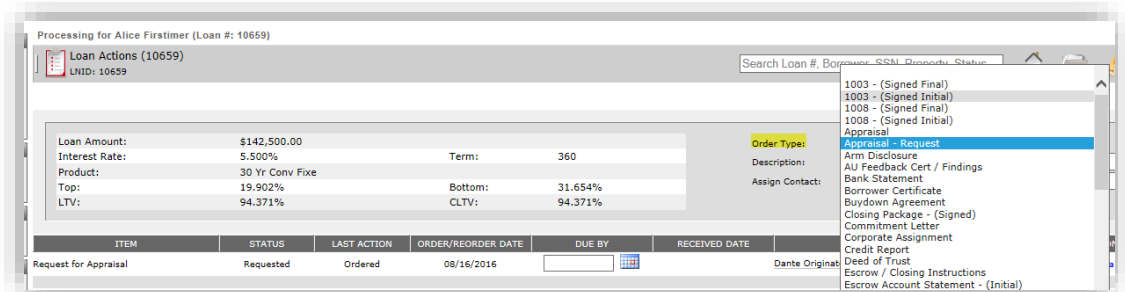 Processing for Alice Firstimer (Loan #: 10659)
Loan Actions (10659)
LNID: 10659
Search Loan #, Borrower, SSN, Property, Status
1003 - (Signed Final)
1003 - (Signed Initial)
1008 - (Signed Final)
1008 - (Signed Initial)
Appraisal
Appraisal - Request
Arm Disclosure
AU Feedback Cert / Findings
Bank Statement
Borrower Certificate
Buydown Agreement
Closing Package - (Signed)
Commitment Letter
Corporate Assignment
Credit Report
Deed of Trust
Escrow / Closing Instructions
Escrow Account Statement - (Initial)
Loan Amount: $142,500.00
Interest Rate: 5.500% Term: 360
Product: 30 Yr Conv Fixe
Top: 19.902% Bottom: 31.654%
LTV: 94.371% CLTV: 94.371%
Order Type:
Description:
Assign Contact:
ITEM STATUS LAST ACTION ORDER/REORDER DATE DUE BY RECEIVED DATE
Request for Appraisal Requested Ordered 08/16/2016 Dante Originat